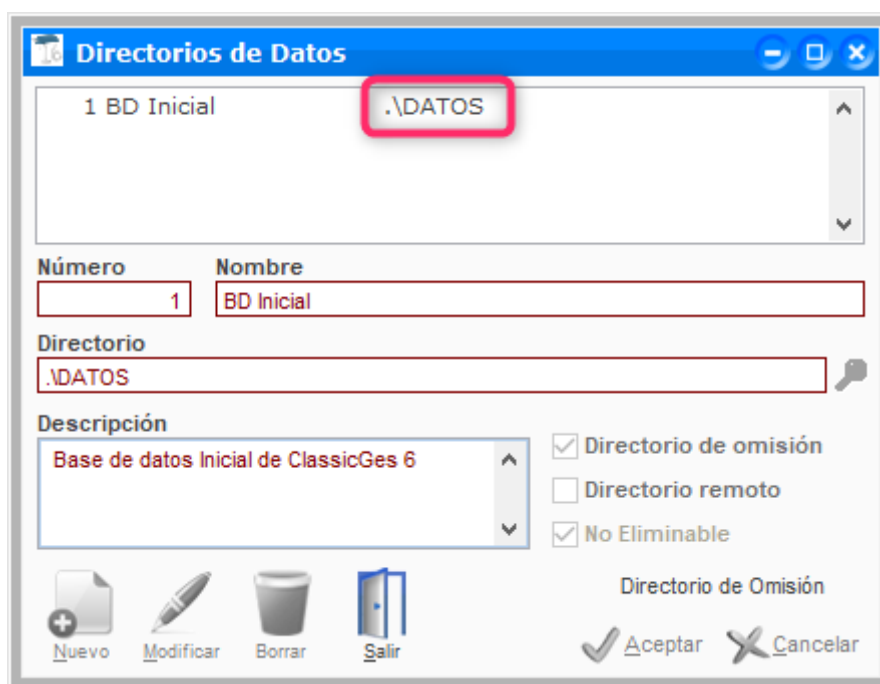 Directorios de Datos
1 BD Inicial .\DATOS
Número Nombre
1 BD Inicial
Directorio
.\DATOS
Descripción
Base de datos Inicial de ClassicGes 6
Directorio de omisión
Directorio remoto
No Eliminable
Directorio de Omisión
Nuevo Modificar Borrar Salir Aceptar Cancelar